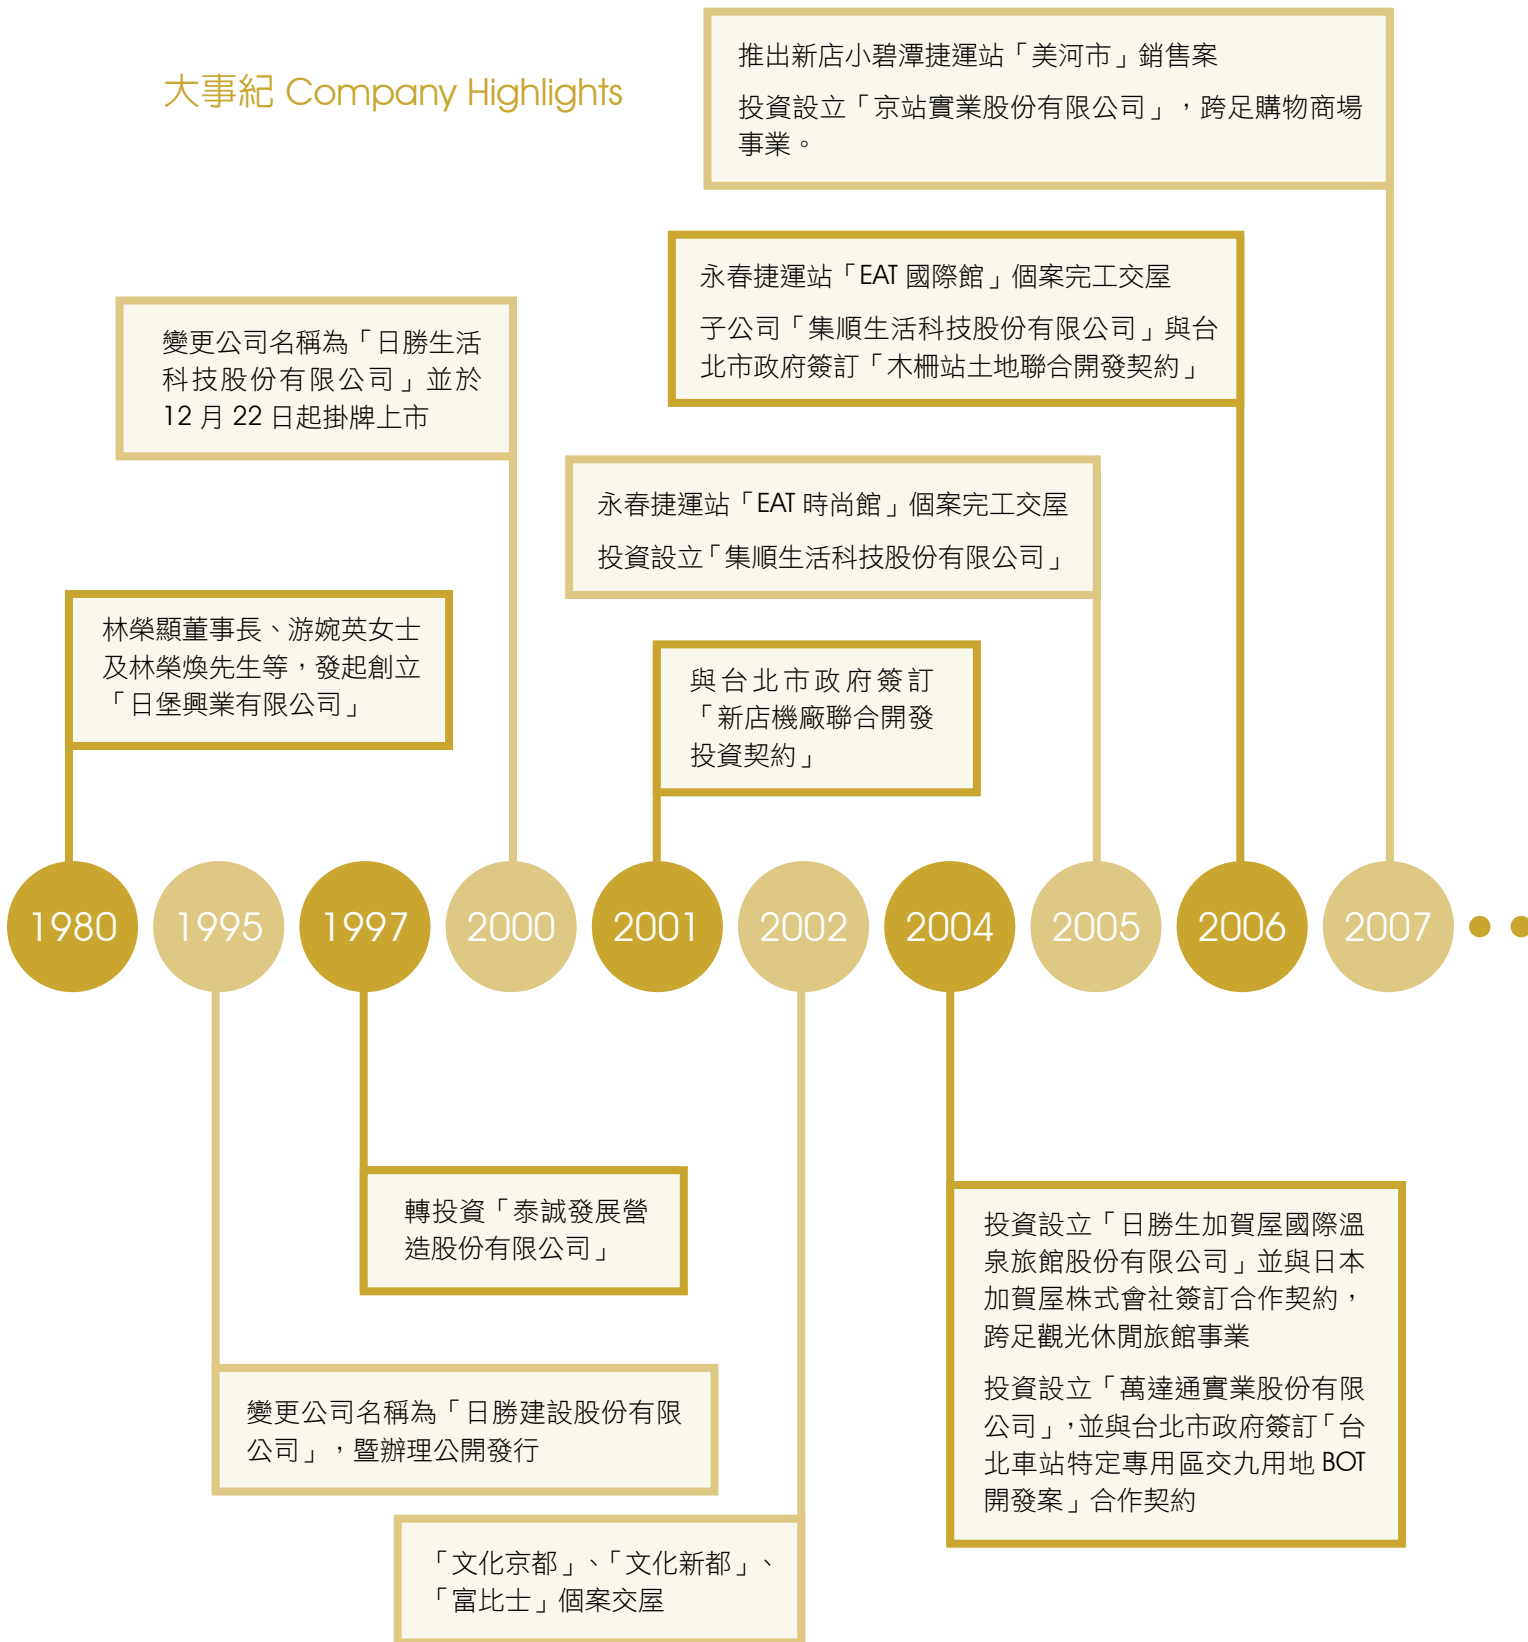 大事紀 Company Highlights
推出新店小碧潭捷運站「美河市」銷售案
投資設立「京站實業股份有限公司」，跨足購物商場
事業。
永春捷運站「EAT 國際館」個案完工交屋
子公司「集順生活科技股份有限公司」與台
北市政府簽訂「木柵站土地聯合開發契約」
變更公司名稱為「日勝生活
科技股份有限公司」並於
12 月 22 日起掛牌上市
永春捷運站「EAT 時尚館」個案完工交屋
投資設立「集順生活科技股份有限公司」
林榮顯董事長、游婉英女士
及林榮煥先生等，發起創立
「日堡興業有限公司」
與台北市政府簽訂
「新店機廠聯合開發
投資契約」
1980 1995 1997 2000 2001 2002 2004 2005 2006 2007
轉投資「泰誠發展營
造股份有限公司」
投資設立「日勝生加賀屋國際溫
泉旅館股份有限公司」並與日本
加賀屋株式會社簽訂合作契約，
跨足觀光休閒旅館事業
投資設立「萬達通實業股份有限
公司」，並與台北市政府簽訂「台
北車站特定專用區交九用地 BOT
開發案」合作契約
變更公司名稱為「日勝建設股份有限
公司」，暨辦理公開發行
「文化京都」、「文化新都」、
「富比士」個案交屋